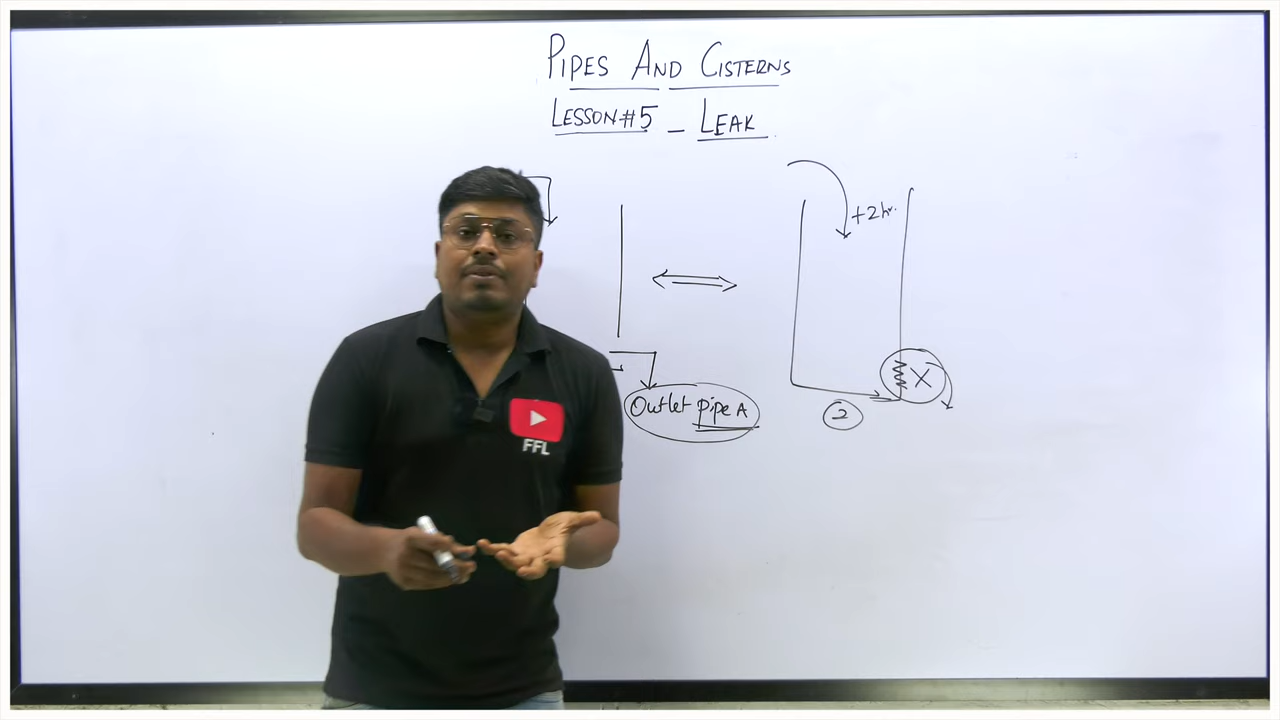 PIPES AND CISTERNS
LESSON#5 - LEAK
+2hr.
X
Outlet pipe A
2
FFL